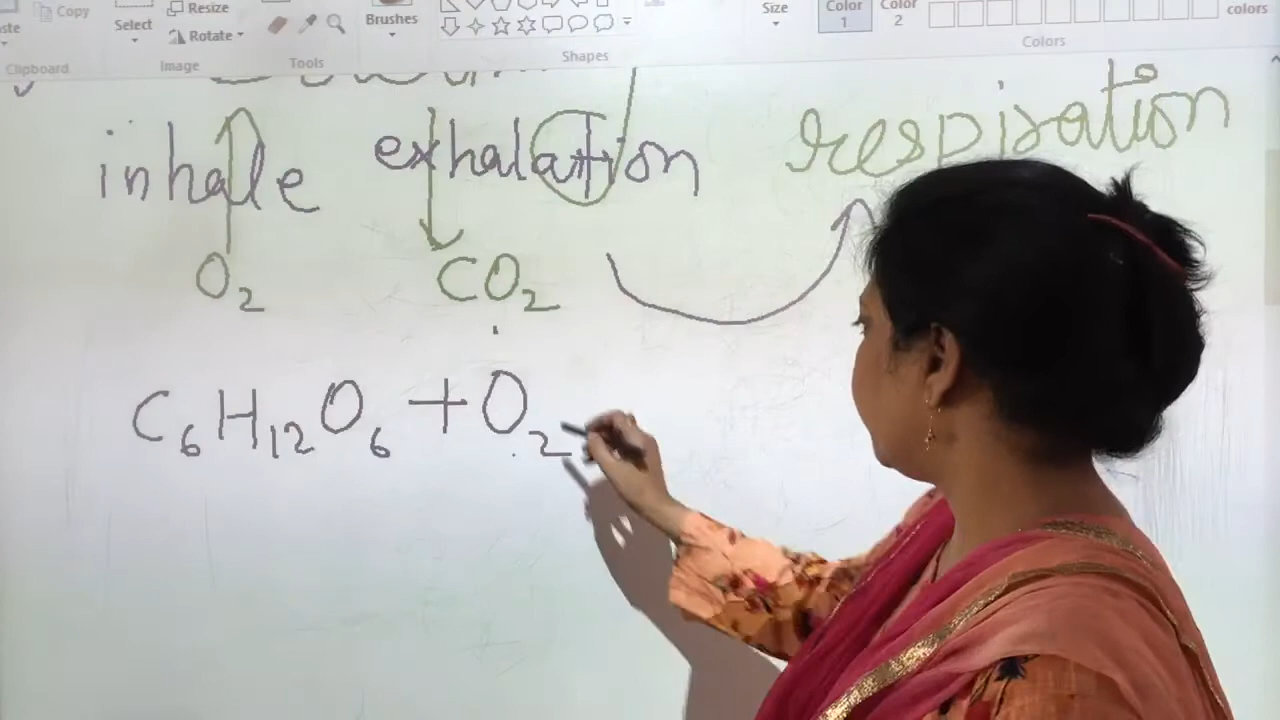 Copy
Resize
Select
Rotate
Brushes
Size
Color 1
Color 2
colors
Clipboard
Image
Tools
Shapes
Colors
inhale exhalation respiration
O₂ CO₂
C₆H₁₂O₆ + O₂